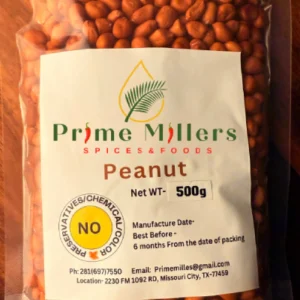 Prime Millers
SPICES & FOODS
Peanut
Net WT- 500g
PRESERVATIVES/CHEMICAL/COLOR
NO
Manufacture Date-
Best Before -
6 months From the date of packing
Ph: 281(697)7550 Email: Primemilles@gmail.com
Location- 2230 FM 1092 RD, Missouri City, TX-77459